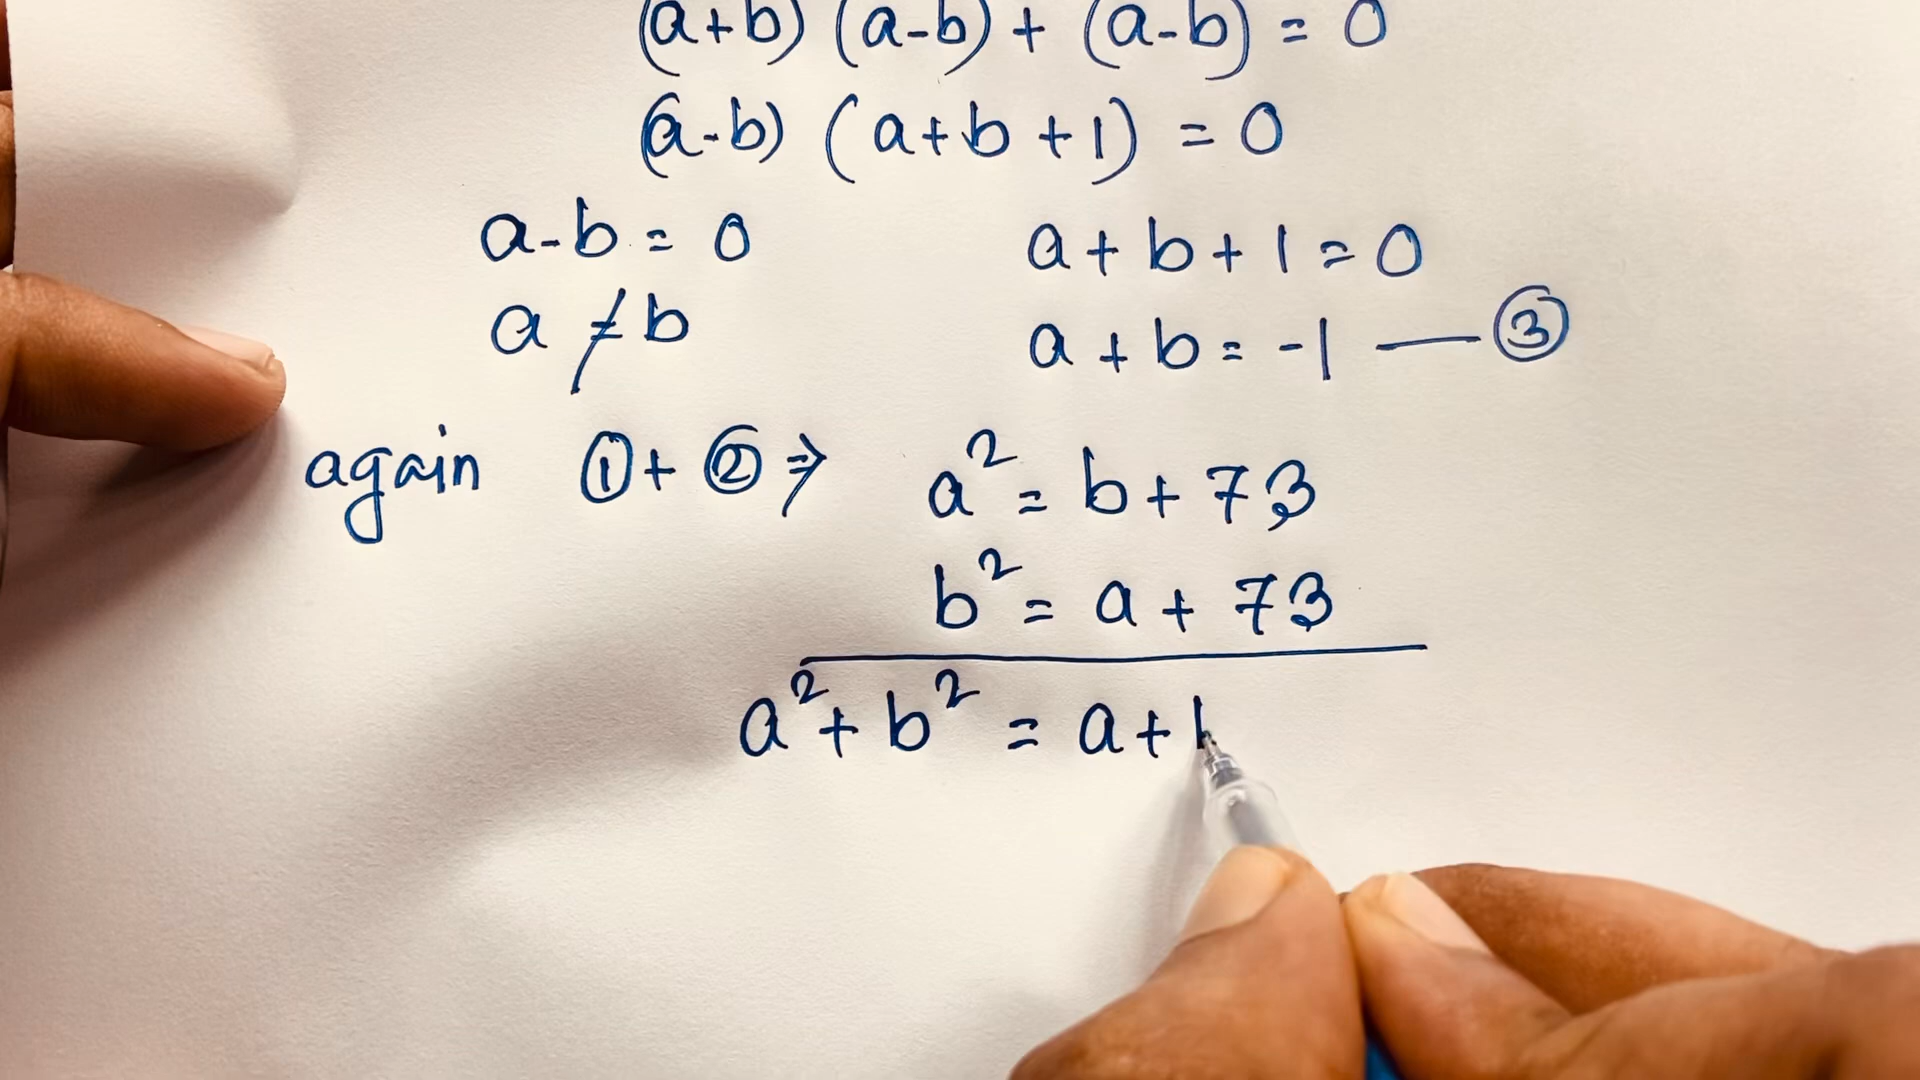 (a+b) (a-b) + (a-b) = 0
(a-b) (a+b+1) = 0
a-b = 0
a+b+1=0
a ≠ b
a+b = -1 — ③
again ①+②⇒ a² = b+73
b² = a+73
a²+b² = a+b